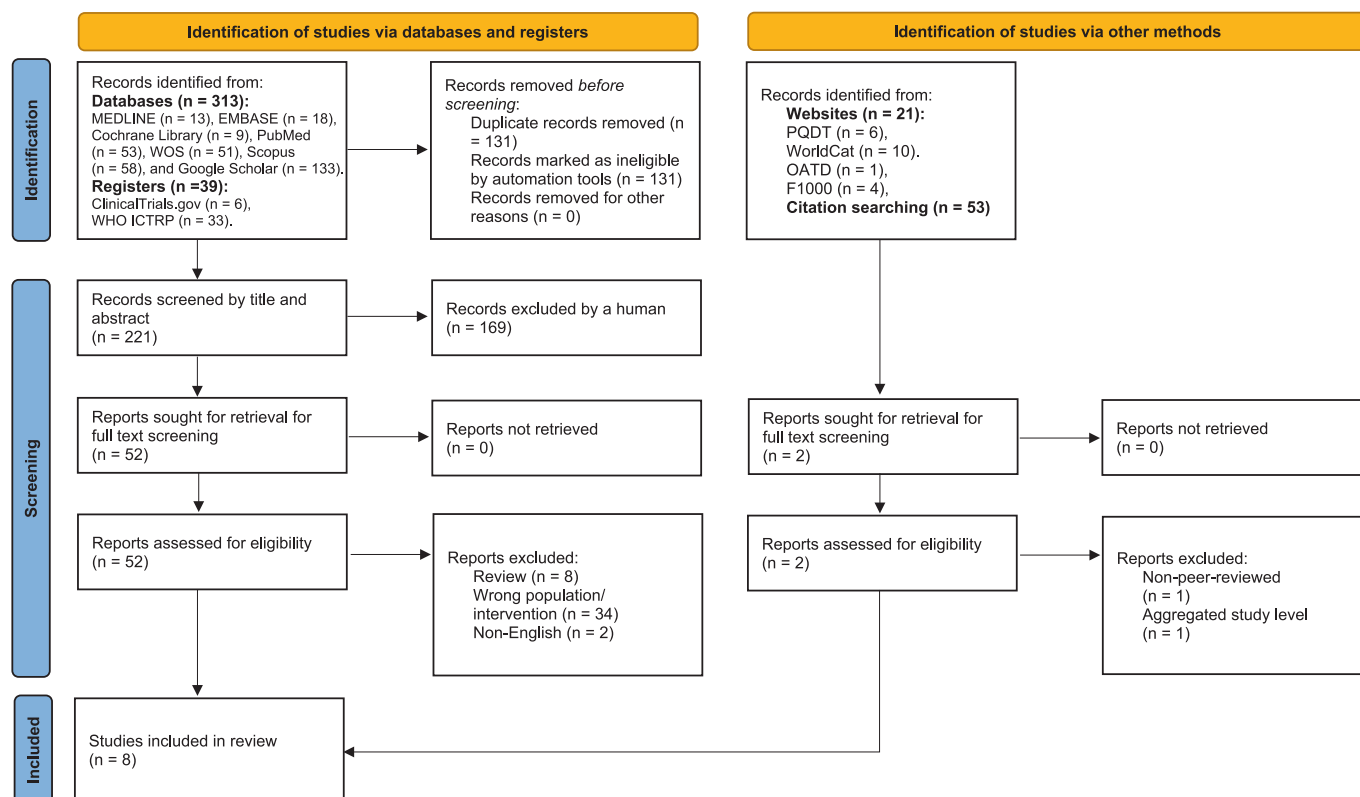 Identification of studies via databases and registers
Identification of studies via other methods
Identification
Records identified from:
Databases (n = 313):
MEDLINE (n = 13), EMBASE (n = 18),
Cochrane Library (n = 9), PubMed
(n = 53), WOS (n = 51), Scopus
(n = 58), and Google Scholar (n = 133).
Registers (n =39):
ClinicalTrials.gov (n = 6),
WHO ICTRP (n = 33).
Records removed before
screening:
Duplicate records removed (n
= 131)
Records marked as ineligible
by automation tools (n = 131)
Records removed for other
reasons (n = 0)
Records identified from:
Websites (n = 21):
PQDT (n = 6),
WorldCat (n = 10).
OATD (n = 1),
F1000 (n = 4),
Citation searching (n = 53)
Screening
Records screened by title and
abstract
(n = 221)
Records excluded by a human
(n = 169)
Reports sought for retrieval for
full text screening
(n = 52)
Reports not retrieved
(n = 0)
Reports sought for retrieval for
full text screening
(n = 2)
Reports not retrieved
(n = 0)
Reports assessed for eligibility
(n = 52)
Reports excluded:
Review (n = 8)
Wrong population/
intervention (n = 34)
Non-English (n = 2)
Reports assessed for eligibility
(n = 2)
Reports excluded:
Non-peer-reviewed
(n = 1)
Aggregated study level
(n = 1)
Included
Studies included in review
(n = 8)